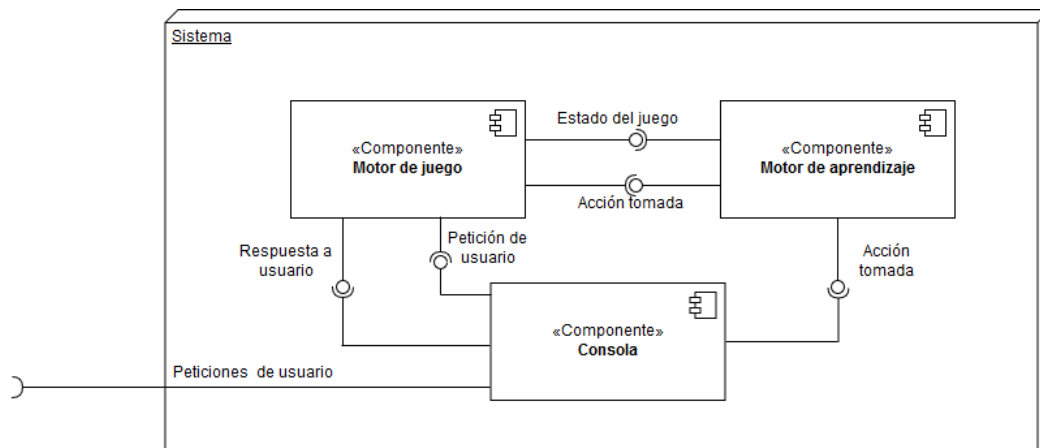 Sistema
«Componente»
Motor de juego
Estado del juego
Acción tomada
«Componente»
Motor de aprendizaje
Respuesta a
usuario
Petición de
usuario
Acción
tomada
«Componente»
Consola
Peticiones de usuario